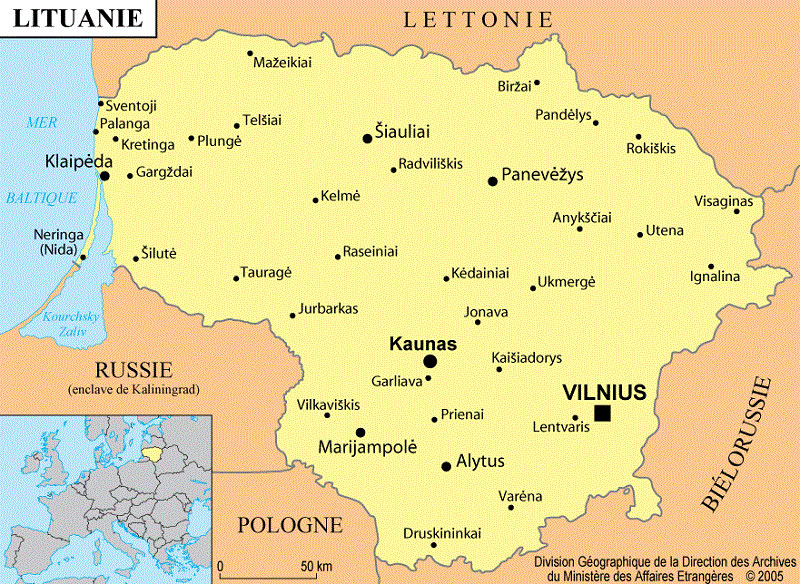 LITUANIE
LETTONIE
Mažeikiai
Biržai
Sventoji
Pandėlys
Palanga
Telšiai
MER
Šiauliai
Kretinga
Plungė
Rokiškis
Klaipėda
Radviliškis
Gargždai
Panevėžys
BALTIQUE
Kelmė
Visaginas
Anykščiai
Neringa
(Nida)
Utena
Šilutė
Raseiniai
Tauragė
Kėdainiai
Ukmergė
Ignalina
Jurbarkas
Jonava
Kourchsky
Zaliv
Kaunas
Kaišiadorys
RUSSIE
(enclave de Kaliningrad)
Garliava
VILNIUS
BIÉLORUSSIE
Vilkaviškis
Prienai
Lentvaris
Marijampolė
Alytus
Varėna
POLOGNE
Druskininkai
0
50 km
Division Géographique de la Direction des Archives
du Ministère des Affaires Etrangères © 2005